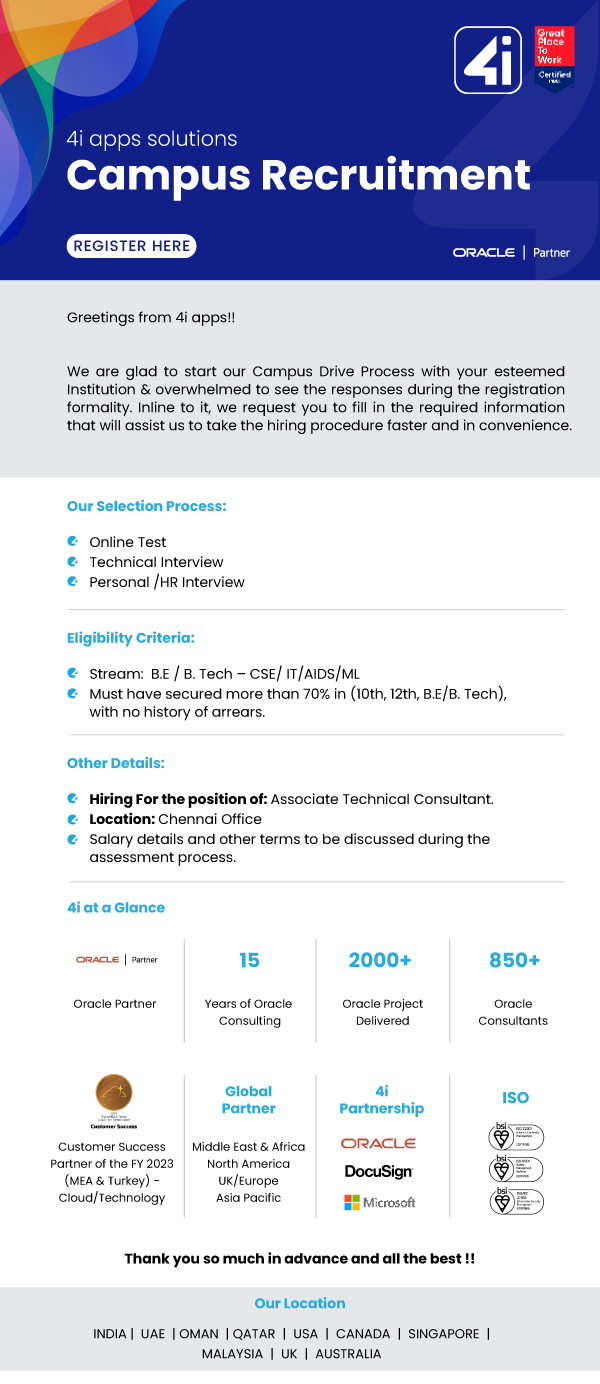 4i
Great
Place
To
Work
Certified
4i apps solutions
Campus Recruitment
REGISTER HERE
ORACLE | Partner
Greetings from 4i apps!!
We are glad to start our Campus Drive Process with your esteemed
Institution & overwhelmed to see the responses during the registration
formality. Inline to it, we request you to fill in the required information
that will assist us to take the hiring procedure faster and in convenience.
Our Selection Process:
Online Test
Technical Interview
Personal /HR Interview
Eligibility Criteria:
Stream:  B.E / B. Tech – CSE/ IT/AIDS/ML
Must have secured more than 70% in (10th, 12th, B.E/B. Tech),
with no history of arrears.
Other Details:
Hiring For the position of: Associate Technical Consultant.
Location: Chennai Office
Salary details and other terms to be discussed during the
assessment process.
4i at a Glance
ORACLE | Partner
Oracle Partner
15
Years of Oracle
Consulting
2000+
Oracle Project
Delivered
850+
Oracle
Consultants
Customer Success
Customer Success
Partner of the FY 2023
(MEA & Turkey) -
Cloud/Technology
Global
Partner
Middle East & Africa
North America
UK/Europe
Asia Pacific
4i
Partnership
ORACLE
DocuSign
Microsoft
ISO
bsi
bsi
bsi
Thank you so much in advance and all the best !!
Our Location
INDIA | UAE | OMAN | QATAR | USA | CANADA | SINGAPORE |
MALAYSIA | UK | AUSTRALIA